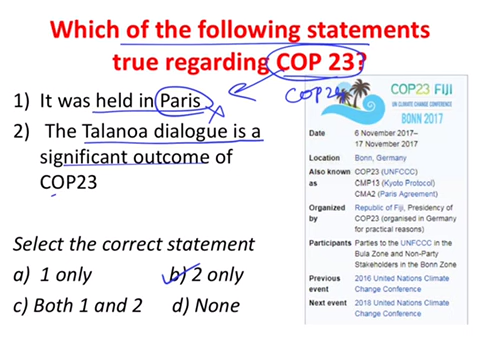 Which of the following statements
true regarding COP 23?
1) It was held in Paris
2) The Talanoa dialogue is a
significant outcome of
COP23
Select the correct statement
a) 1 only b) 2 only
c) Both 1 and 2 d) None
COP24
COP23 FIJI
UN CLIMATE CHANGE CONFERENCE
BONN 2017
Date 6 November 2017–
17 November 2017
Location Bonn, Germany
Also known COP23 (UNFCCC)
as CMP13 (Kyoto Protocol)
CMA2 (Paris Agreement)
Organized Republic of Fiji, Presidency of
by COP23 (organised in Germany
for practical reasons)
Participants Parties to the UNFCCC in the
Bula Zone and Non-Party
Stakeholders in the Bonn Zone
Previous 2016 United Nations Climate
event Change Conference
Next event 2018 United Nations Climate
Change Conference